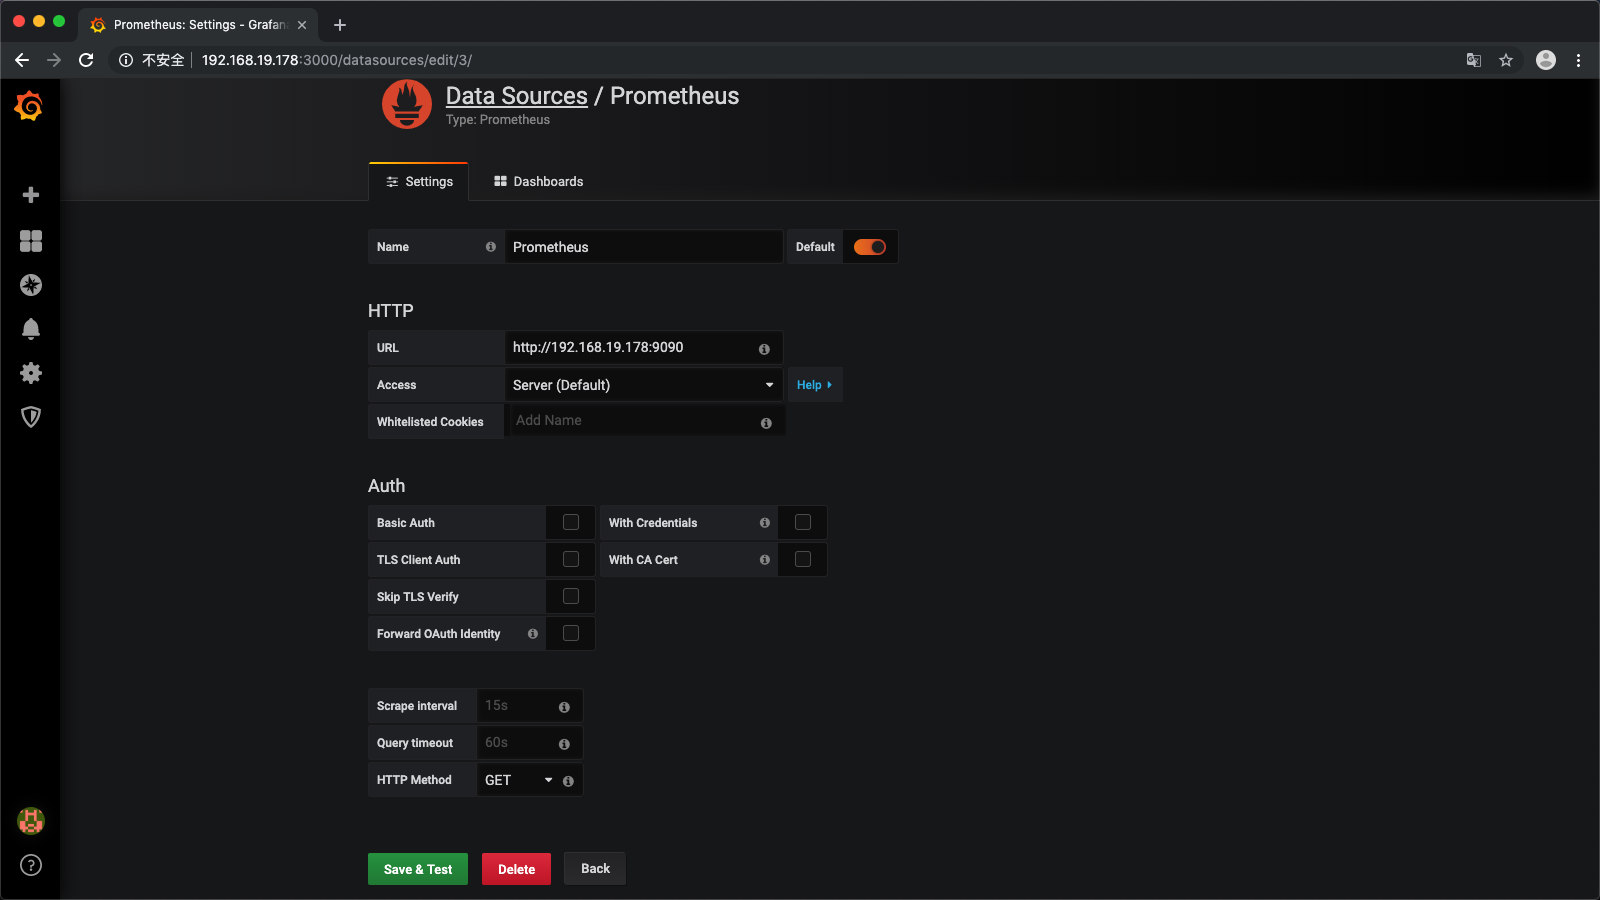 Prometheus: Settings - Grafan
不安全 192.168.19.178:3000/datasources/edit/3/
Data Sources / Prometheus
Type: Prometheus
Settings Dashboards
Name Prometheus Default
HTTP
URL http://192.168.19.178:9090
Access Server (Default) Help
Whitelisted Cookies Add Name
Auth
Basic Auth With Credentials
TLS Client Auth With CA Cert
Skip TLS Verify
Forward OAuth Identity
Scrape interval 15s
Query timeout 60s
HTTP Method GET
Save & Test Delete Back